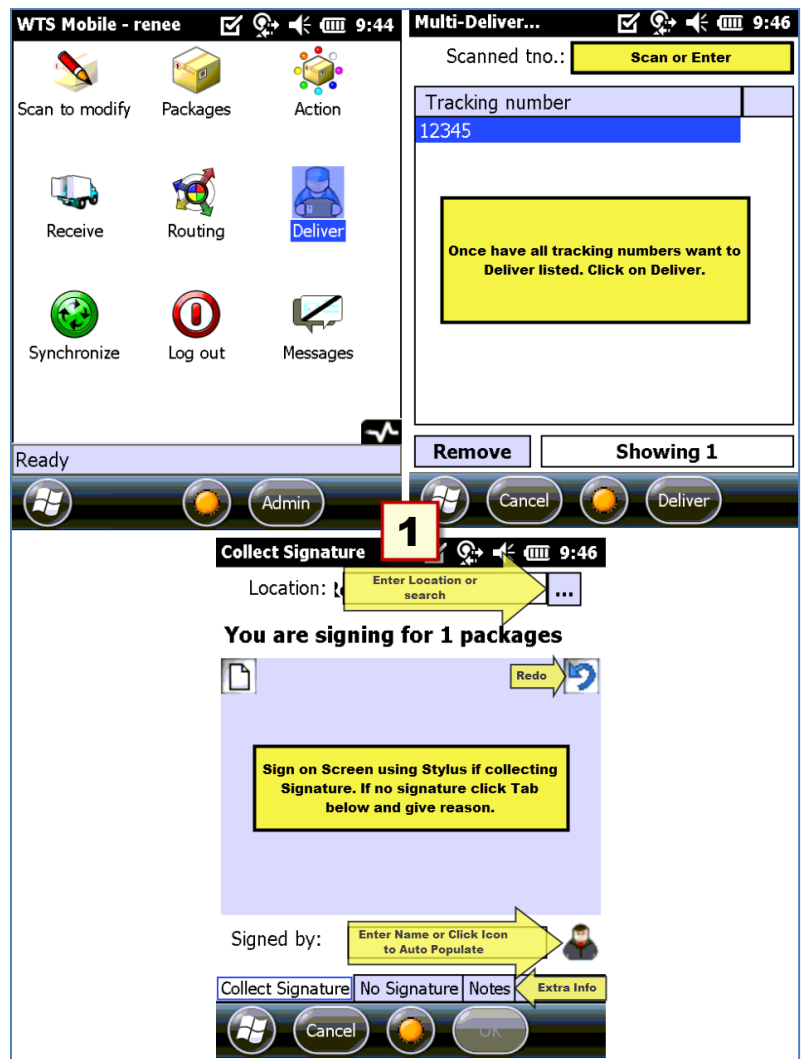 WTS Mobile - renee 9:44
Scan to modify Packages Action
Receive Routing Deliver
Synchronize Log out Messages
Ready
Admin
Multi-Deliver... 9:46
Scanned tno.: Scan or Enter
Tracking number
12345
Once have all tracking numbers want to
Deliver listed. Click on Deliver.
Remove Showing 1
Cancel Deliver
1
Collect Signature 9:46
Location: Enter Location or
search ...
You are signing for 1 packages
Redo
Sign on Screen using Stylus if collecting
Signature. If no signature click Tab
below and give reason.
Signed by: Enter Name or Click Icon
to Auto Populate
Collect Signature No Signature Notes Extra Info
Cancel OK